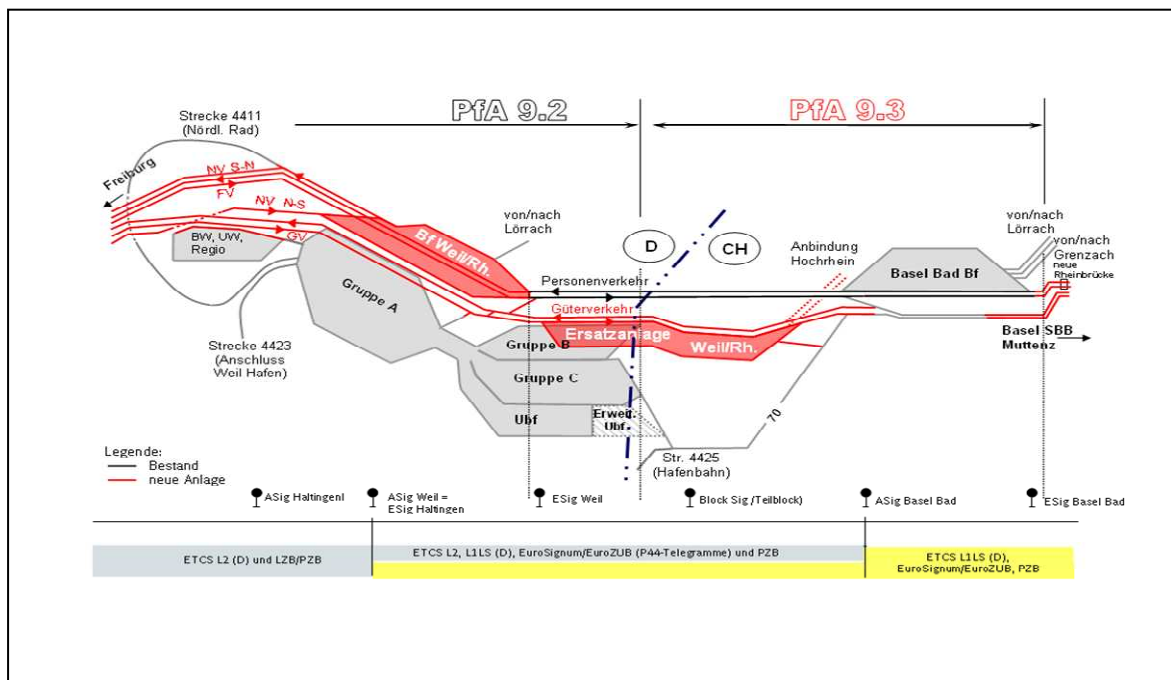 PfA 9.2
PfA 9.3
Strecke 4411
(Nördl. Rad)
Freiburg
NV S-N
FV
NV N-S
GV
BW, UW,
Regio
Bf Weil/Rh.
von/nach
Lörrach
D
CH
Anbindung
Hochrhein
von/nach
Lörrach
von/nach
Grenzach
neue
Rheinbrücke
Basel Bad Bf
Personenverkehr
Güterverkehr
Gruppe A
Ersatzanlage
Weil/Rh.
Gruppe B
Gruppe C
Ubf
Erweit.
Ubf.
Basel SBB
Muttenz
Strecke 4423
(Anschluss
Weil Hafen)
70
Str. 4425
(Hafenbahn)
Legende:
Bestand
neue Anlage
ASig Haltingenl
ASig Weil =
ESig Haltingen
ESig Weil
Block Sig /Teilblock)
ASig Basel Bad
ESig Basel Bad
ETCS L2 (D) und LZB/PZB
ETCS L2, L1LS (D), EuroSignum/EuroZUB (P44-Telegramme) und PZB
ETCS L1LS (D),
EuroSignum/EuroZUB, PZB